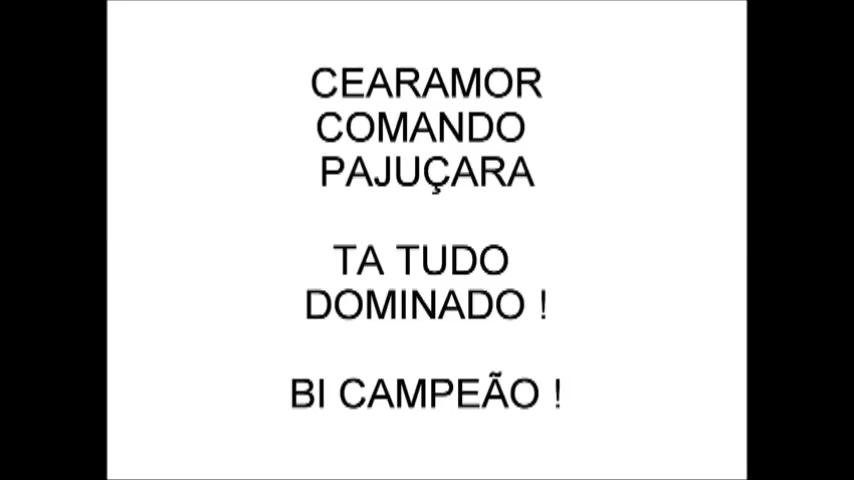 CEARAMOR
COMANDO
PAJUÇARA
TA TUDO
DOMINADO !
BI CAMPEÃO !